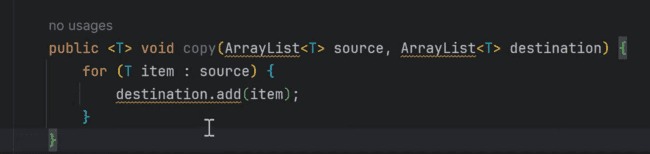 no usages
public <T> void copy(ArrayList<T> source, ArrayList<T> destination) {
for (T item : source) {
destination.add(item);
}
}